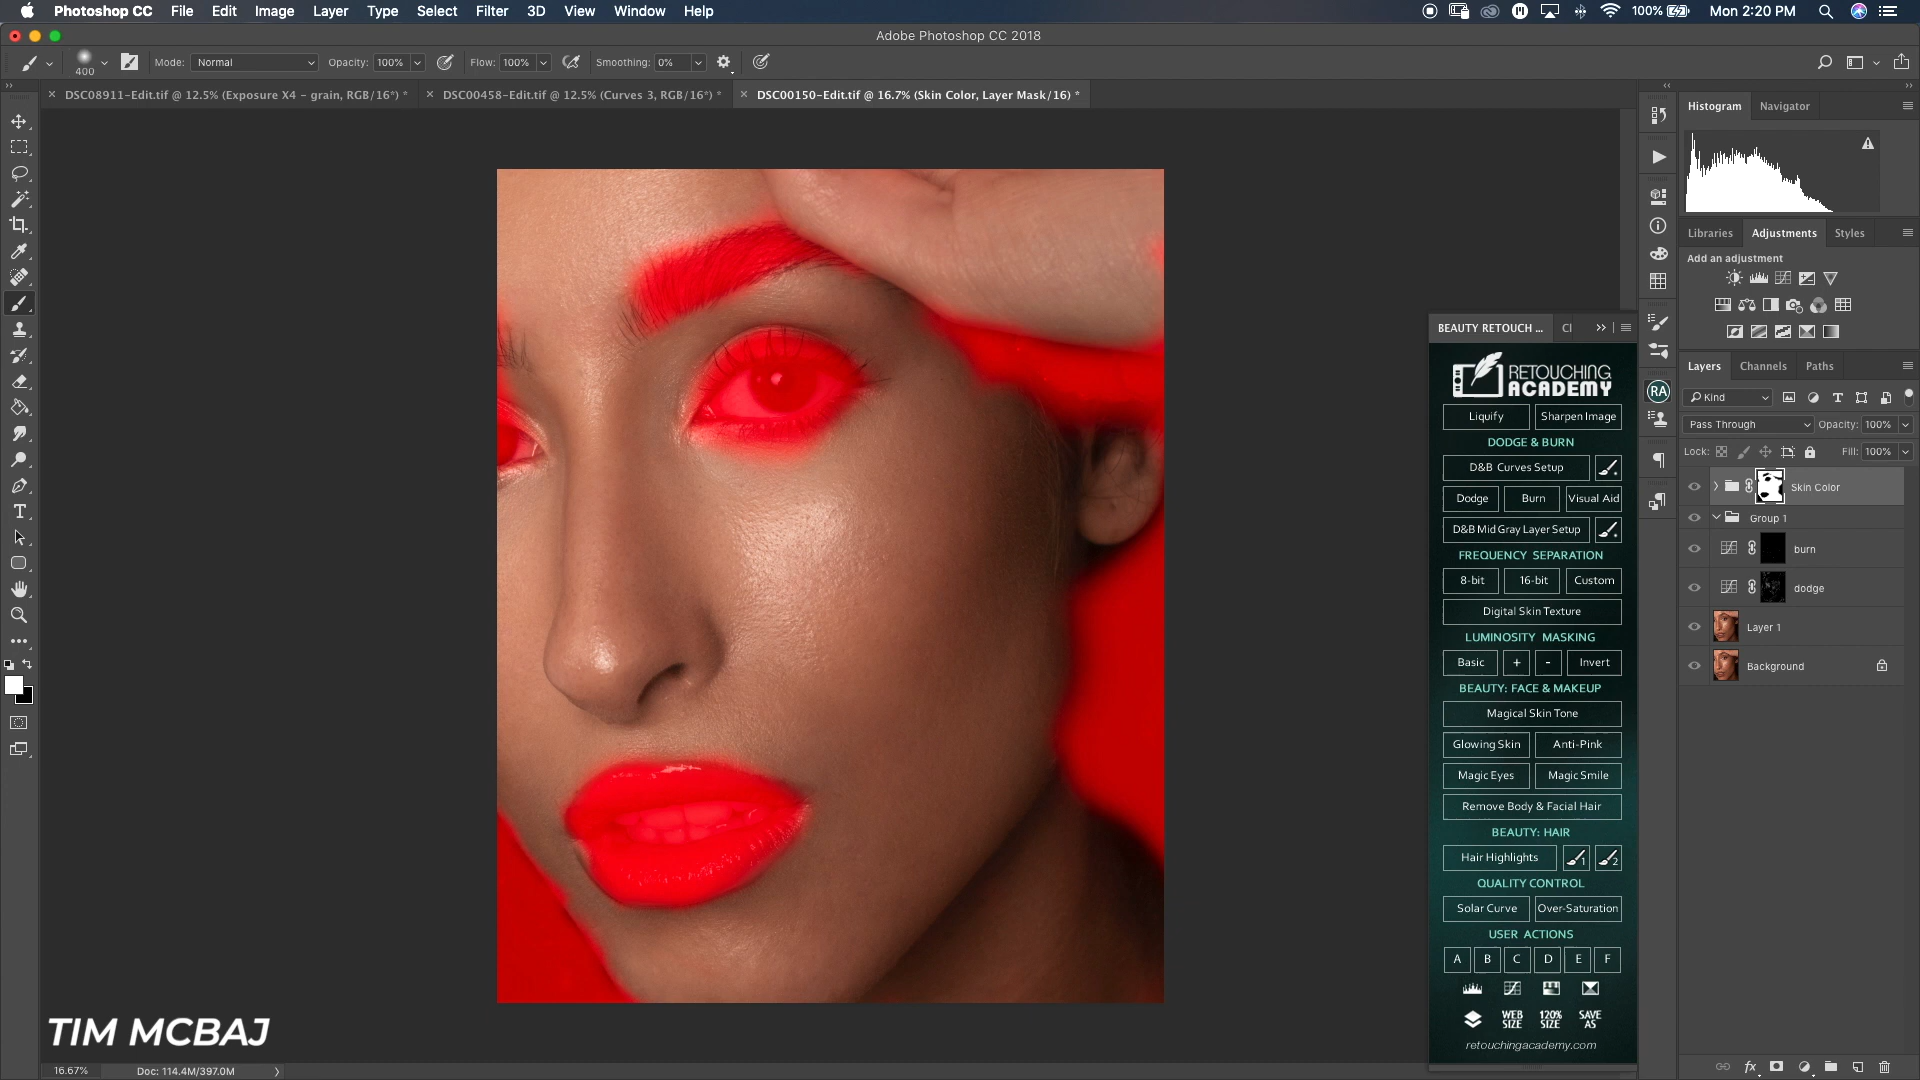 Photoshop CC File Edit Image Layer Type Select Filter 3D View Window Help 100% Mon 2:20 PM
Adobe Photoshop CC 2018
400 Mode: Normal Opacity: 100% Flow: 100% Smoothing: 0%
DSC08911-Edit.tif @ 12.5% (Exposure X4 - grain, RGB/16*) * DSC00458-Edit.tif @ 12.5% (Curves 3, RGB/16*) * DSC00150-Edit.tif @ 16.7% (Skin Color, Layer Mask/16) *
Histogram Navigator
Libraries Adjustments Styles
Add an adjustment
BEAUTY RETOUCH ... Cl
RETOUCHING
ACADEMY
Liquify Sharpen Image
DODGE & BURN
D&B Curves Setup
Dodge Burn Visual Aid
D&B Mid Gray Layer Setup
FREQUENCY SEPARATION
8-bit 16-bit Custom
Digital Skin Texture
LUMINOSITY MASKING
Basic + - Invert
BEAUTY: FACE & MAKEUP
Magical Skin Tone
Glowing Skin Anti-Pink
Magic Eyes Magic Smile
Remove Body & Facial Hair
BEAUTY: HAIR
Hair Highlights 1 2
QUALITY CONTROL
Solar Curve Over-Saturation
USER ACTIONS
A B C D E F
WEB SIZE 120% SIZE SAVE AS
retouchingacademy.com
RA
Layers Channels Paths
Kind
Pass Through Opacity: 100%
Lock: Fill: 100%
Skin Color
Group 1
burn
dodge
Layer 1
Background
fx
TIM MCBAJ
16.67% Doc: 114.4M/397.0M